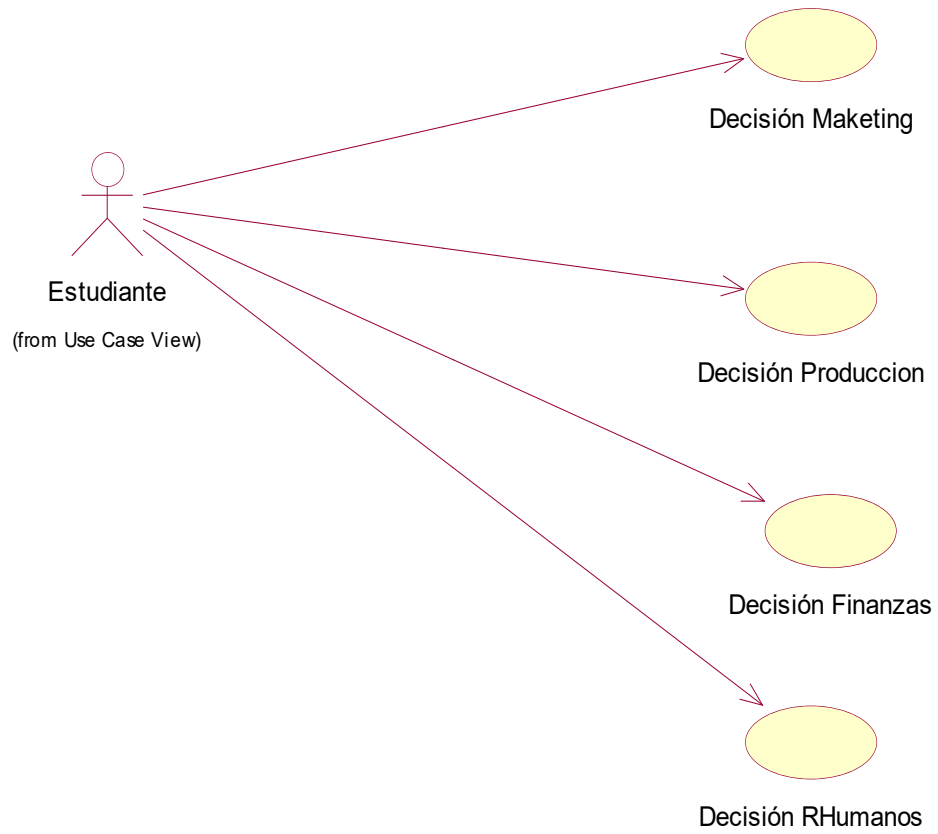 Decisión Maketing
Estudiante
(from Use Case View)
Decisión Produccion
Decisión Finanzas
Decisión RHumanos